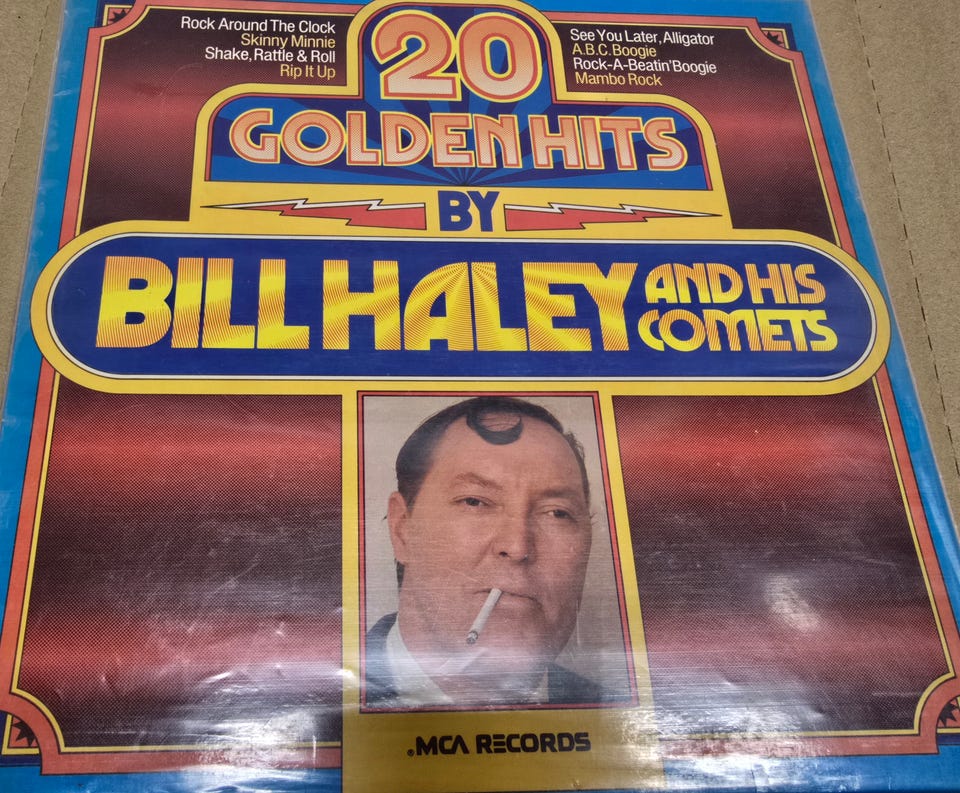 Rock Around The Clock
Skinny Minnie
Shake, Rattle & Roll
Rip It Up
See You Later, Alligator
A.B.C. Boogie
Rock-A-Beatin' Boogie
Mambo Rock
20
GOLDEN HITS
BY
BILL HALEY AND HIS
COMETS
®MCA RECORDS